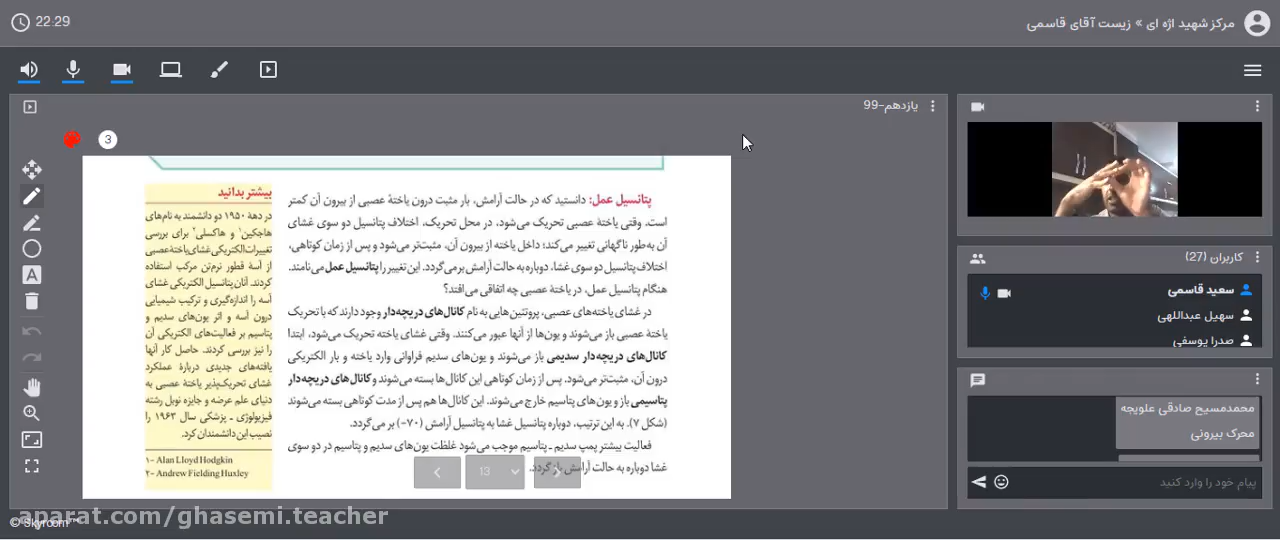 22:29
مرکز شهید اژه ای » زیست آقای قاسمی
یازدهم-99
3
پتانسیل عمل: دانستید که در حالت آرامش، بار مثبت درون یاختهٔ عصبی از بیرون آن کمتر
است. وقتی یاختهٔ عصبی تحریک می‌شود، در محل تحریک، اختلاف پتانسیل دو سوی غشای
آن به‌طور ناگهانی تغییر می‌کند؛ داخل یاخته از بیرون آن، مثبت‌تر می‌شود و پس از زمان کوتاهی،
اختلاف پتانسیل دو سوی غشا، دوباره به حالت آرامش بر می‌گردد. این تغییر را پتانسیل عمل می‌نامند.
هنگام پتانسیل عمل، در یاختهٔ عصبی چه اتفاقی می‌افتد؟
در غشای یاخته‌های عصبی، پروتئین‌هایی به نام کانال‌های دریچه‌دار وجود دارند که با تحریک
یاختهٔ عصبی باز می‌شوند و یون‌ها از آنها عبور می‌کنند. وقتی غشای یاخته تحریک می‌شود، ابتدا
کانال‌های دریچه‌دار سدیمی باز می‌شوند و یون‌های سدیم فراوانی وارد یاخته و بار الکتریکی
درون آن، مثبت‌تر می‌شود. پس از زمان کوتاهی این کانال‌ها بسته می‌شوند و کانال‌های دریچه‌دار
پتاسیمی باز و یون‌های پتاسیم خارج می‌شوند. این کانال‌ها هم پس از مدت کوتاهی بسته می‌شوند
(شکل ۷). به این ترتیب، دوباره پتانسیل غشا به پتانسیل آرامش (۷۰-) بر می‌گردد.
فعالیت بیشتر پمپ سدیم ـ پتاسیم موجب می‌شود غلظت یون‌های سدیم و پتاسیم در دو سوی
غشا دوباره به حالت آرامش باز گردد.
13
بیشتر بدانید
در دههٔ ۱۹۵۰ دو دانشمند به نام‌های
هاجکین۱ و هاکسلی۲ برای بررسی
تغییرات الکتریکی غشای یاختهٔ عصبی
از آسهٔ قطور نرم‌تن مرکب استفاده
کردند. آنان پتانسیل الکتریکی غشای
آسه را اندازه‌گیری و ترکیب شیمیایی
درون آسه و اثر یون‌های سدیم و
پتاسیم بر فعالیت‌های الکتریکی آن
را نیز بررسی کردند. حاصل کار آنها
یافته‌های جدیدی دربارهٔ عملکرد
غشای تحریک‌پذیر یاختهٔ عصبی به
دنیای علم عرضه و جایزه نوبل رشته
فیزیولوژی ـ پزشکی سال ۱۹۶۳ را
نصیب این دانشمندان کرد.
۱- Alan Lloyd Hodgkin
۲- Andrew Fielding Huxley
کاربران (27)
سعید قاسمی
سهیل عبداللهی
صدرا یوسفی
محمدمسیح صادقی علویجه
محرک بیرونی
پیام خود را وارد کنید
© Skyroom™
aparat.com/ghasemi.teacher